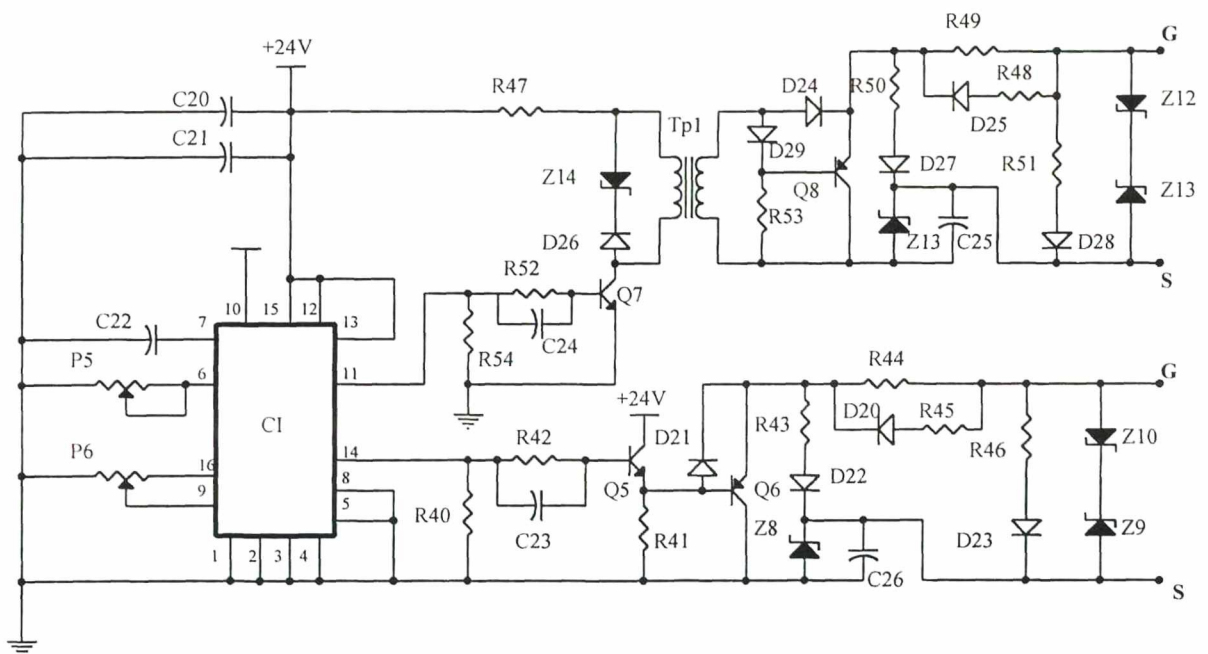 +24V
R49
G
C20
R47
D24
R50
R48
Z12
C21
Tp1
D29
D25
Z14
Q8
D27
R51
Z13
R53
D26
Z13
C25
D28
R52
S
Q7
10
15
12
C22
7
13
C24
R54
P5
6
11
R44
G
+24V
CI
R43
D20
R45
Z10
P6
R42
D21
R46
14
16
8
Q5
Q6
D22
9
5
R40
C23
R41
Z8
D23
Z9
1
2
3
4
C26
S